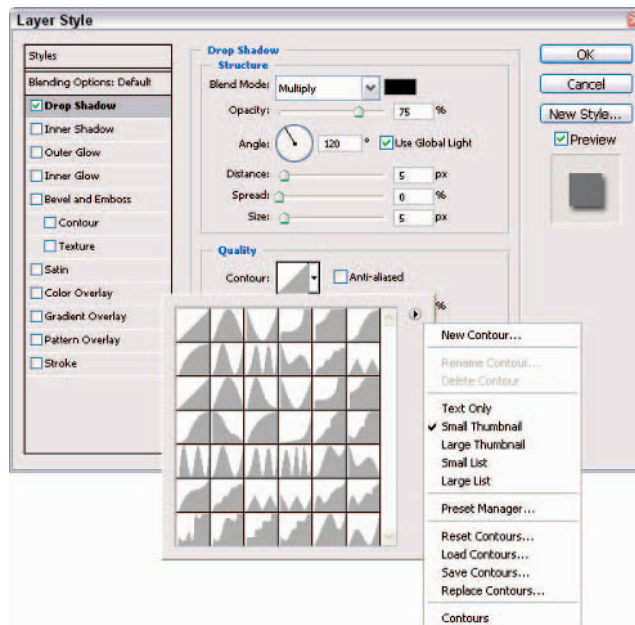 Layer Style
Styles
Blending Options: Default
Drop Shadow
Inner Shadow
Outer Glow
Inner Glow
Bevel and Emboss
Contour
Texture
Satin
Color Overlay
Gradient Overlay
Pattern Overlay
Stroke
Drop Shadow
Structure
Blend Mode: Multiply
Opacity: 75 %
Angle: 120 ° Use Global Light
Distance: 5 px
Spread: 0 %
Size: 5 px
Quality
Contour: Anti-aliased
%
OK
Cancel
New Style...
Preview
New Contour...
Rename Contour...
Delete Contour
Text Only
Small Thumbnail
Large Thumbnail
Small List
Large List
Preset Manager...
Reset Contours...
Load Contours...
Save Contours...
Replace Contours...
Contours